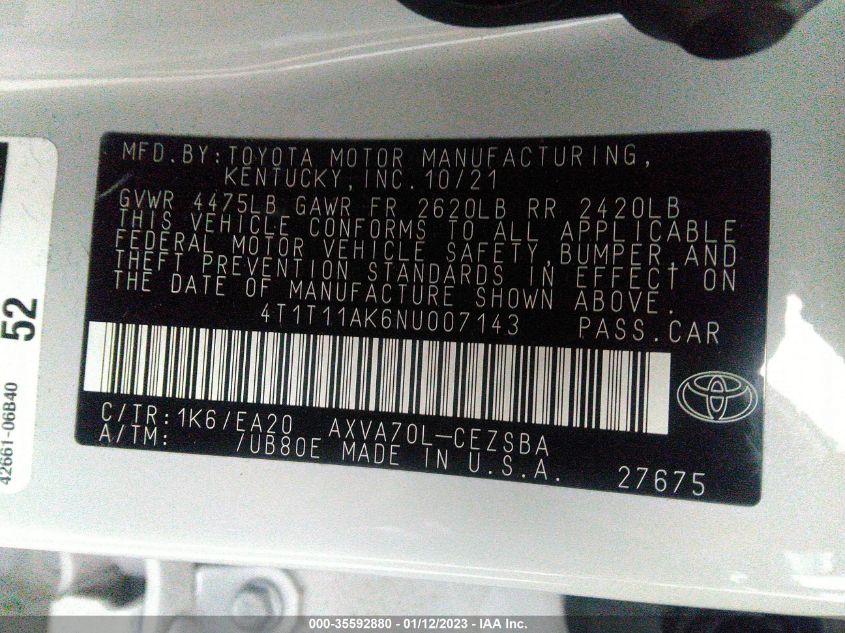 MFD.BY:TOYOTA MOTOR MANUFACTURING,
KENTUCKY,INC.10/21
GVWR 4475LB GAWR FR 2620LB RR 2420LB
THIS VEHICLE CONFORMS TO ALL APPLICABLE
FEDERAL MOTOR VEHICLE SAFETY,BUMPER,AND
THEFT PREVENTION STANDARDS IN EFFECT ON
THE DATE OF MANUFACTURE SHOWN ABOVE.
4T1T11AK6NU007143 PASS.CAR
C/TR:1K6/EA20 AXVA70L-CEZSBA
A/TM: /UB80E MADE IN U.S.A. 27675
52
42661-06B40
000-35592880 - 01/12/2023 - IAA Inc.